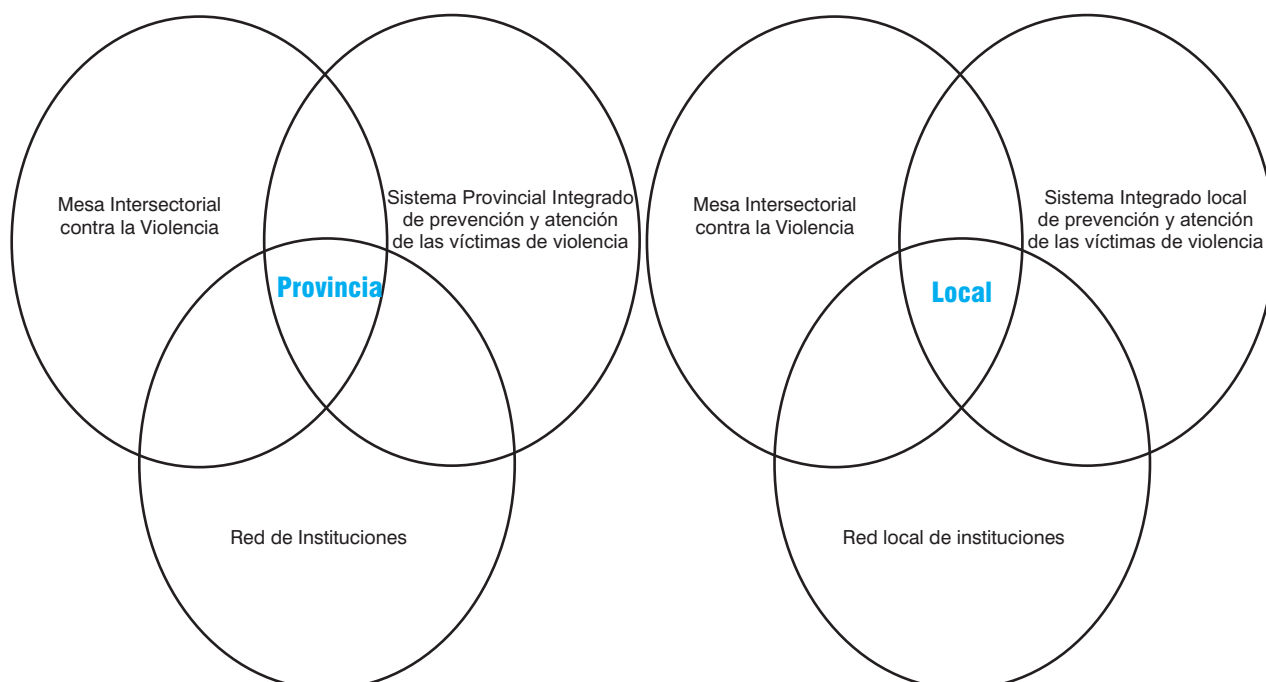 Mesa Intersectorial
contra la Violencia
Sistema Provincial Integrado
de prevención y atención
de las víctimas de violencia
Provincia
Red de Instituciones
Mesa Intersectorial
contra la Violencia
Sistema Integrado local
de prevención y atención
de las víctimas de violencia
Local
Red local de instituciones